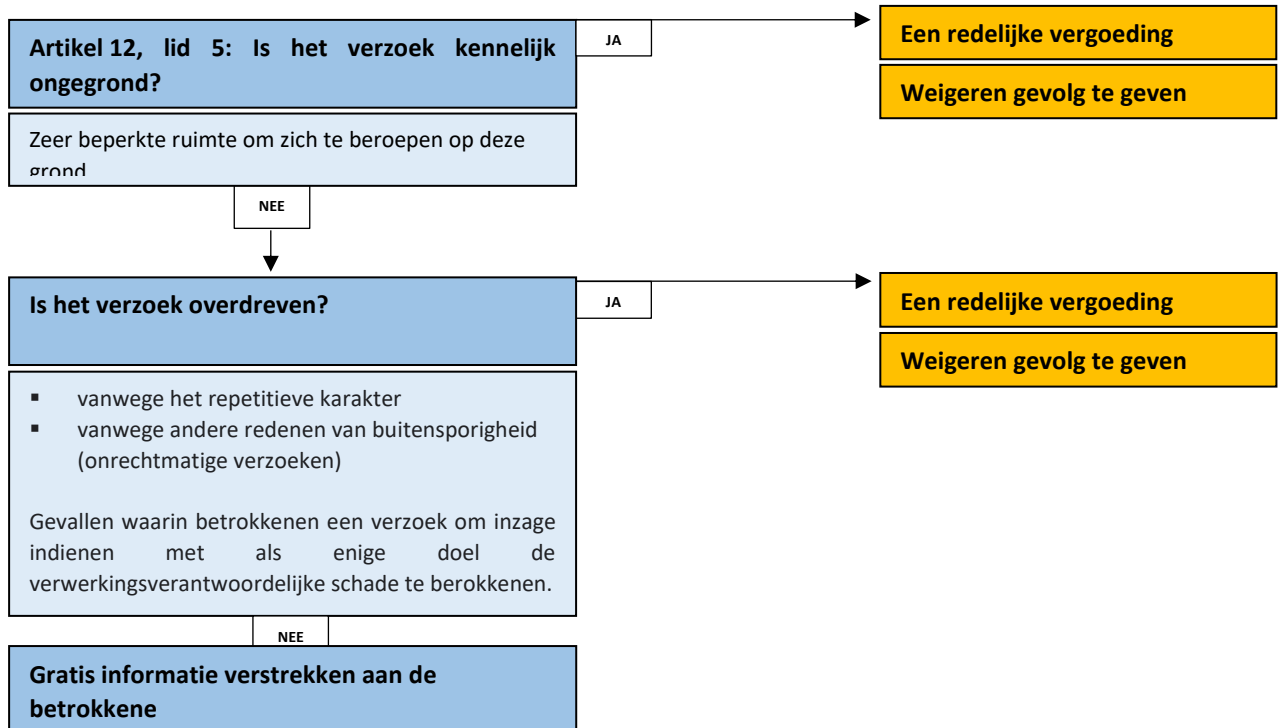 Artikel 12, lid 5: Is het verzoek kennelijk
ongegrond?
JA
Een redelijke vergoeding
Weigeren gevolg te geven
Zeer beperkte ruimte om zich te beroepen op deze
grond
NEE
Is het verzoek overdreven?
JA
Een redelijke vergoeding
Weigeren gevolg te geven
▪ vanwege het repetitieve karakter
▪ vanwege andere redenen van buitensporigheid
(onrechtmatige verzoeken)
Gevallen waarin betrokkenen een verzoek om inzage
indienen met als enige doel de
verwerkingsverantwoordelijke schade te berokkenen.
NEE
Gratis informatie verstrekken aan de
betrokkene